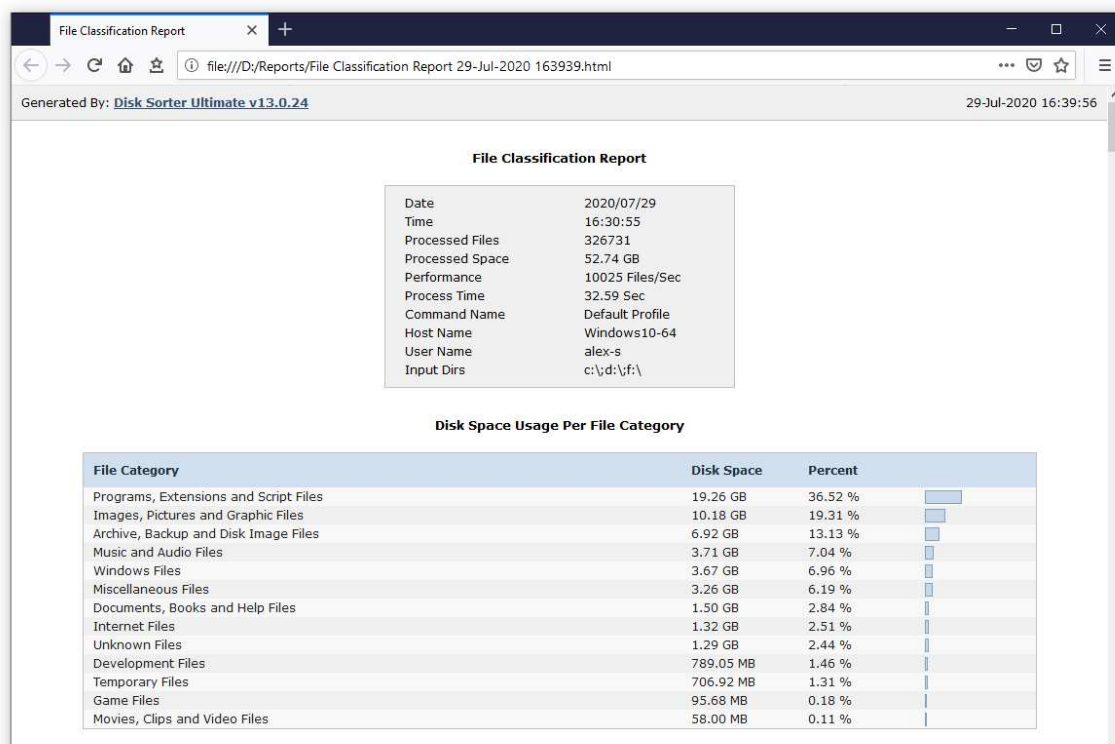 File Classification Report
file:///D:/Reports/File Classification Report 29-Jul-2020 163939.html
Generated By: Disk Sorter Ultimate v13.0.24 29-Jul-2020 16:39:56
File Classification Report
Date 2020/07/29
Time 16:30:55
Processed Files 326731
Processed Space 52.74 GB
Performance 10025 Files/Sec
Process Time 32.59 Sec
Command Name Default Profile
Host Name Windows10-64
User Name alex-s
Input Dirs c:\;d:\;f:\
Disk Space Usage Per File Category
File Category Disk Space Percent
Programs, Extensions and Script Files 19.26 GB 36.52 %
Images, Pictures and Graphic Files 10.18 GB 19.31 %
Archive, Backup and Disk Image Files 6.92 GB 13.13 %
Music and Audio Files 3.71 GB 7.04 %
Windows Files 3.67 GB 6.96 %
Miscellaneous Files 3.26 GB 6.19 %
Documents, Books and Help Files 1.50 GB 2.84 %
Internet Files 1.32 GB 2.51 %
Unknown Files 1.29 GB 2.44 %
Development Files 789.05 MB 1.46 %
Temporary Files 706.92 MB 1.31 %
Game Files 95.68 MB 0.18 %
Movies, Clips and Video Files 58.00 MB 0.11 %